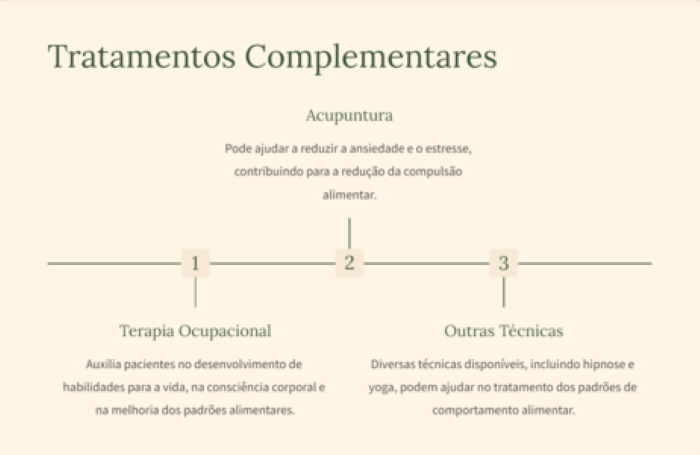 Tratamentos Complementares
Acupuntura
Pode ajudar a reduzir a ansiedade e o estresse,
contribuindo para a redução da compulsão
alimentar.
1
2
3
Terapia Ocupacional
Auxilia pacientes no desenvolvimento de
habilidades para a vida, na consciência corporal e
na melhoria dos padrões alimentares.
Outras Técnicas
Diversas técnicas disponíveis, incluindo hipnose e
yoga, podem ajudar no tratamento dos padrões de
comportamento alimentar.